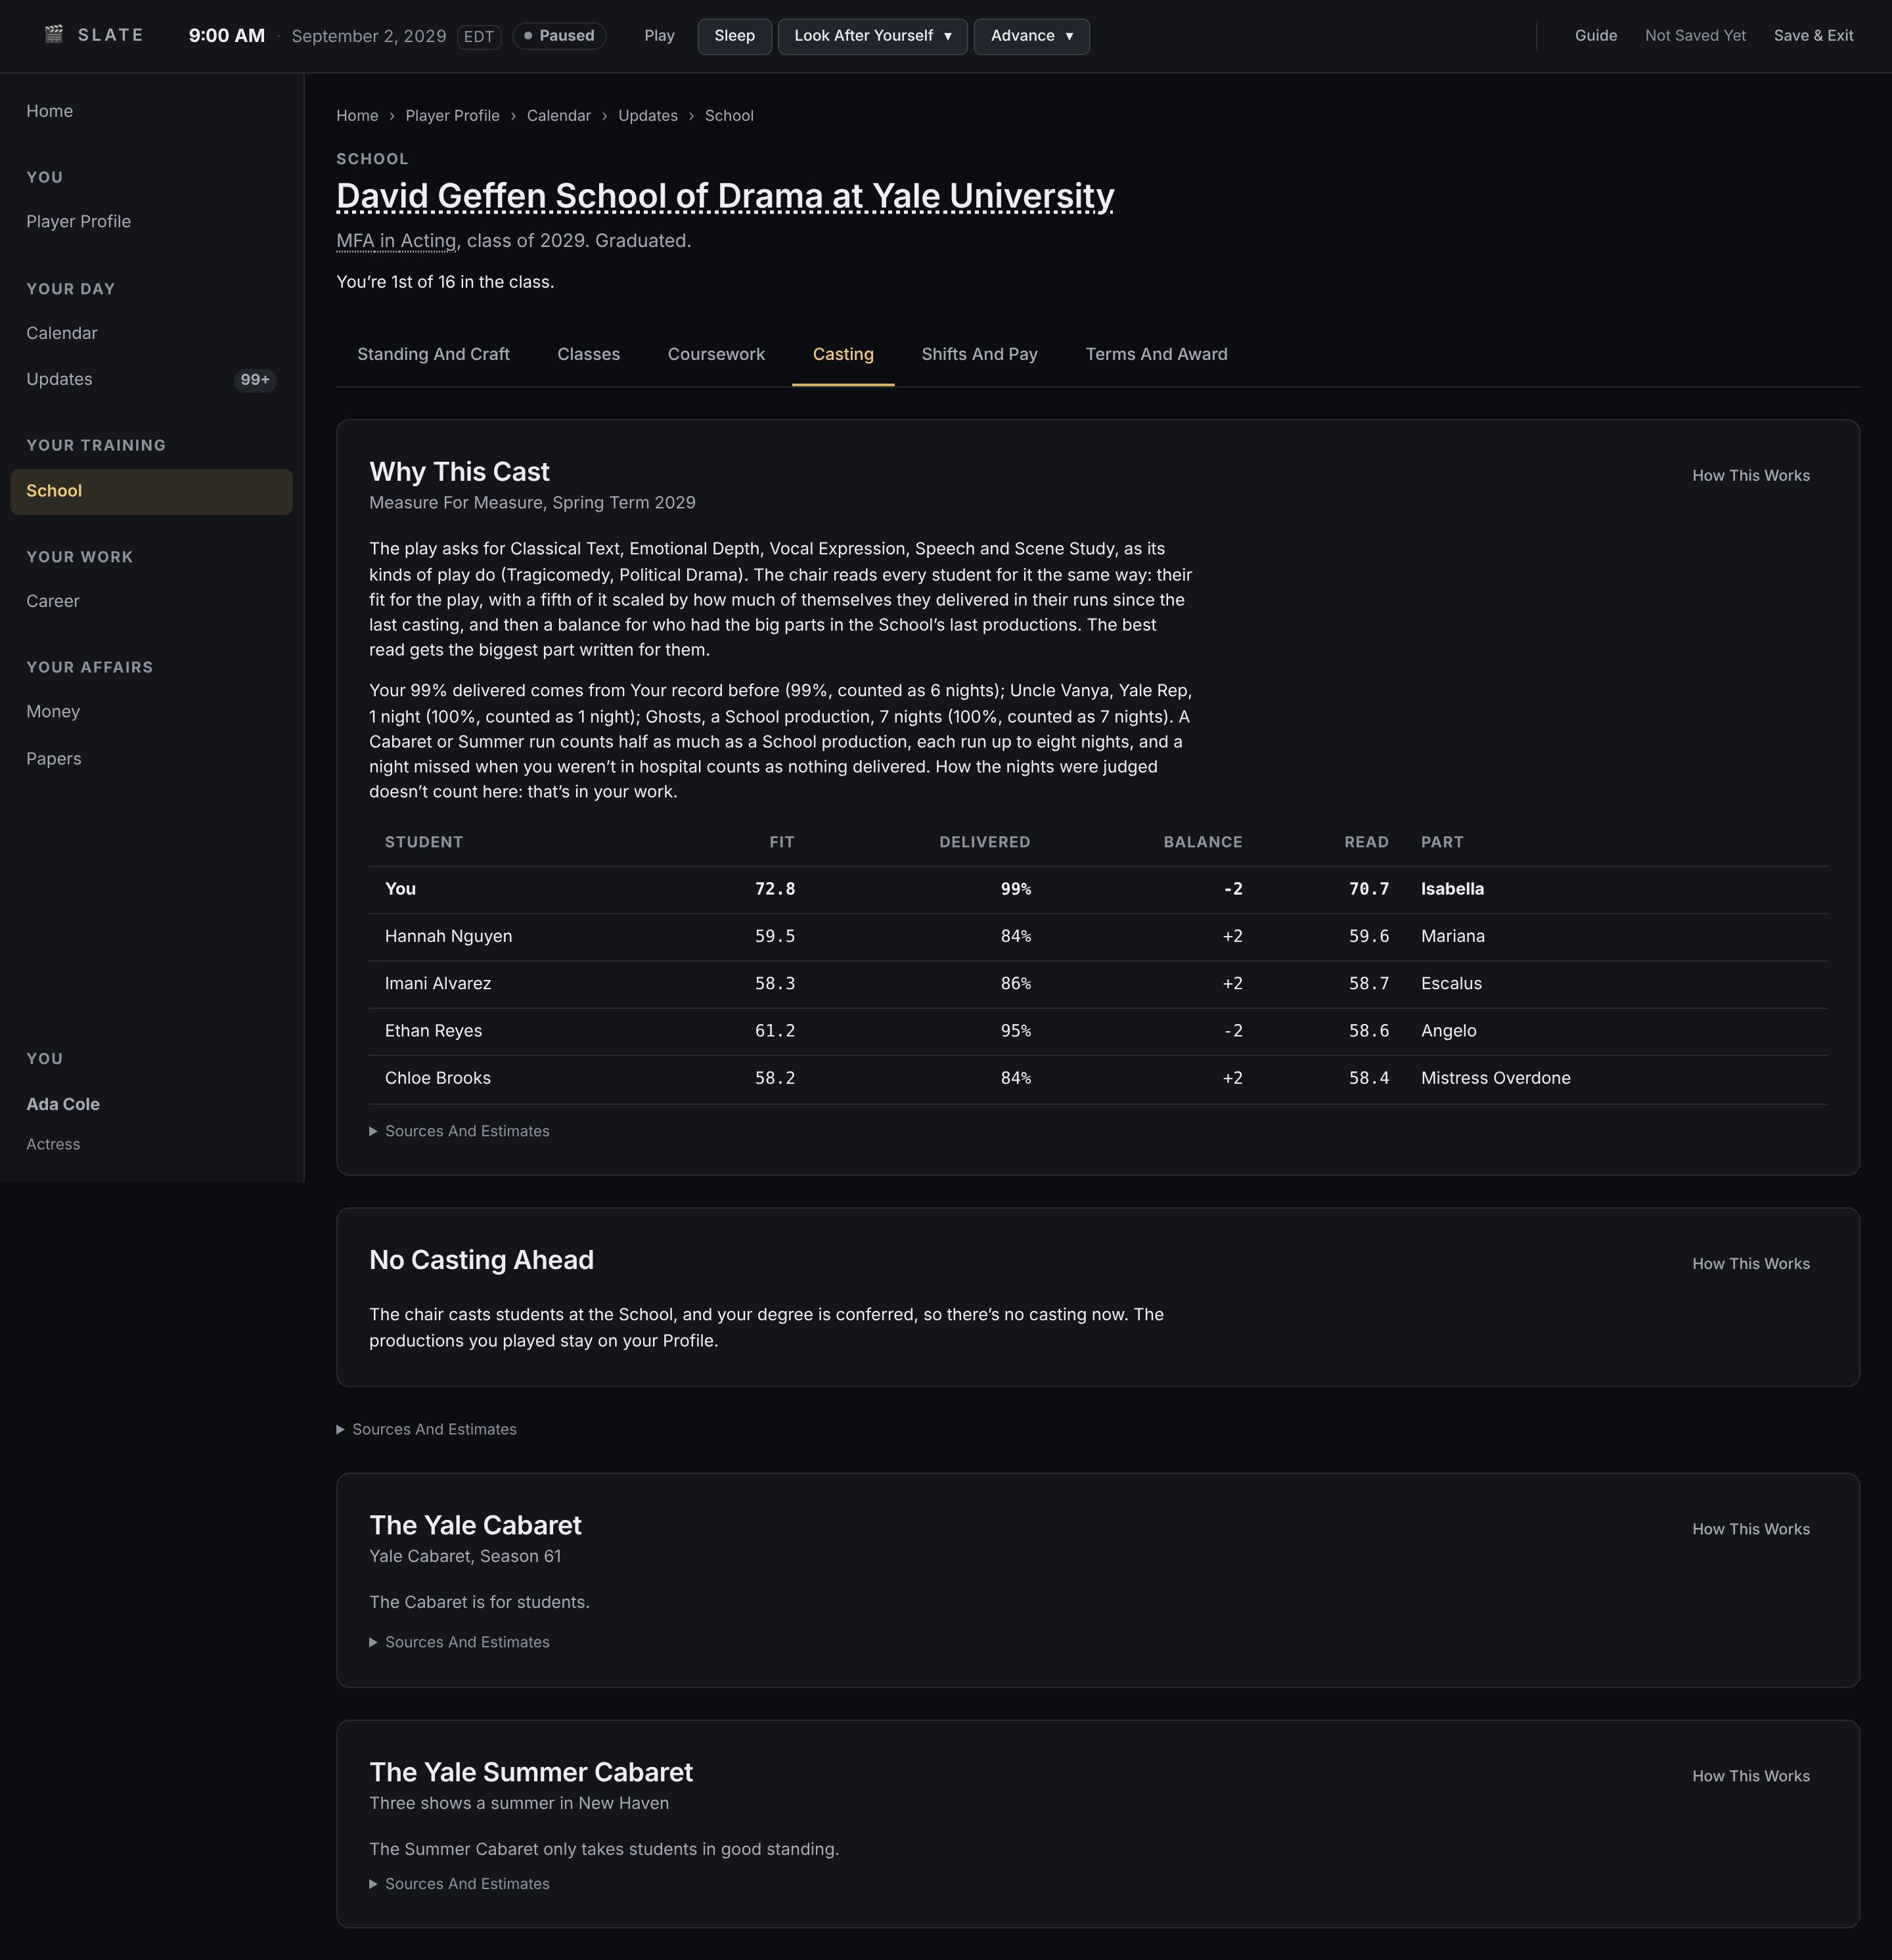 SLATE
9:00 AM · September 2, 2029 EDT Paused Play Sleep Look After Yourself ▾ Advance ▾ Guide Not Saved Yet Save & Exit
Home
YOU
Player Profile
YOUR DAY
Calendar
Updates 99+
YOUR TRAINING
School
YOUR WORK
Career
YOUR AFFAIRS
Money
Papers
YOU
Ada Cole
Actress
Home › Player Profile › Calendar › Updates › School
SCHOOL
David Geffen School of Drama at Yale University
MFA in Acting, class of 2029. Graduated.
You’re 1st of 16 in the class.
Standing And Craft Classes Coursework Casting Shifts And Pay Terms And Award
Why This Cast How This Works
Measure For Measure, Spring Term 2029
The play asks for Classical Text, Emotional Depth, Vocal Expression, Speech and Scene Study, as its
kinds of play do (Tragicomedy, Political Drama). The chair reads every student for it the same way: their
fit for the play, with a fifth of it scaled by how much of themselves they delivered in their runs since the
last casting, and then a balance for who had the big parts in the School’s last productions. The best
read gets the biggest part written for them.
Your 99% delivered comes from Your record before (99%, counted as 6 nights); Uncle Vanya, Yale Rep,
1 night (100%, counted as 1 night); Ghosts, a School production, 7 nights (100%, counted as 7 nights). A
Cabaret or Summer run counts half as much as a School production, each run up to eight nights, and a
night missed when you weren’t in hospital counts as nothing delivered. How the nights were judged
doesn’t count here: that’s in your work.
STUDENT FIT DELIVERED BALANCE READ PART
You 72.8 99% -2 70.7 Isabella
Hannah Nguyen 59.5 84% +2 59.6 Mariana
Imani Alvarez 58.3 86% +2 58.7 Escalus
Ethan Reyes 61.2 95% -2 58.6 Angelo
Chloe Brooks 58.2 84% +2 58.4 Mistress Overdone
▶ Sources And Estimates
No Casting Ahead How This Works
The chair casts students at the School, and your degree is conferred, so there’s no casting now. The
productions you played stay on your Profile.
▶ Sources And Estimates
The Yale Cabaret How This Works
Yale Cabaret, Season 61
The Cabaret is for students.
▶ Sources And Estimates
The Yale Summer Cabaret How This Works
Three shows a summer in New Haven
The Summer Cabaret only takes students in good standing.
▶ Sources And Estimates